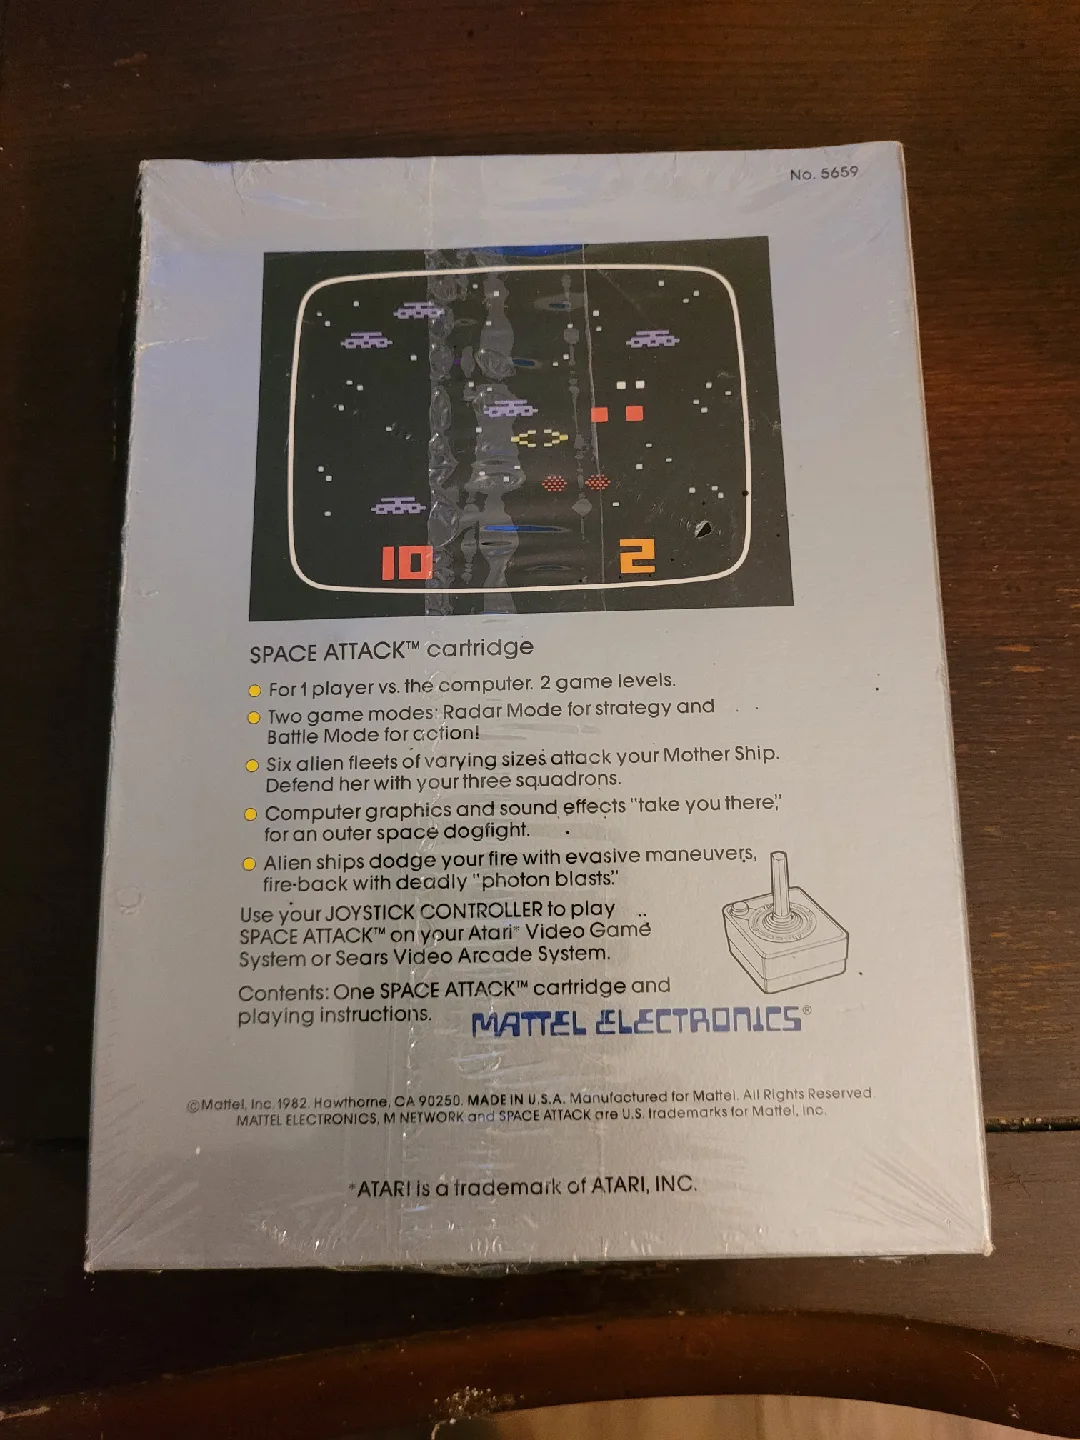 No. 5659
10 2
SPACE ATTACK™ cartridge
For 1 player vs. the computer. 2 game levels.
Two game modes: Radar Mode for strategy and
Battle Mode for action!
Six alien fleets of varying sizes attack your Mother Ship.
Defend her with your three squadrons.
Computer graphics and sound effects "take you there,"
for an outer space dogfight.
Alien ships dodge your fire with evasive maneuvers,
fire-back with deadly "photon blasts."
Use your JOYSTICK CONTROLLER to play
SPACE ATTACK™ on your Atari* Video Game
System or Sears Video Arcade System.
Contents: One SPACE ATTACK™ cartridge and
playing instructions.
MATTEL ELECTRONICS®
©Mattel, Inc. 1982. Hawthorne, CA 90250. MADE IN U.S.A. Manufactured for Mattel. All Rights Reserved.
MATTEL ELECTRONICS, M NETWORK and SPACE ATTACK are U.S. trademarks for Mattel, Inc.
*ATARI is a trademark of ATARI, INC.